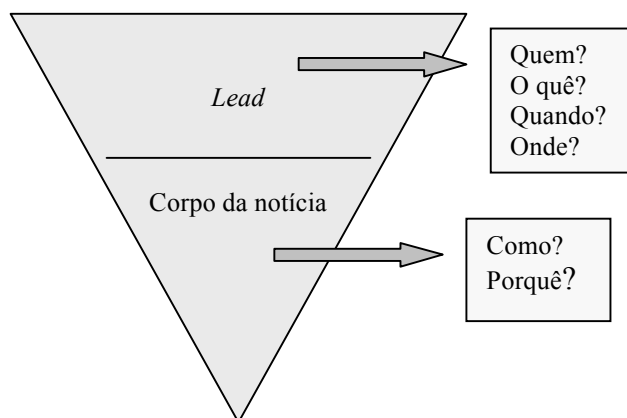 Lead
Quem?
O quê?
Quando?
Onde?
Corpo da notícia
Como?
Porquê?